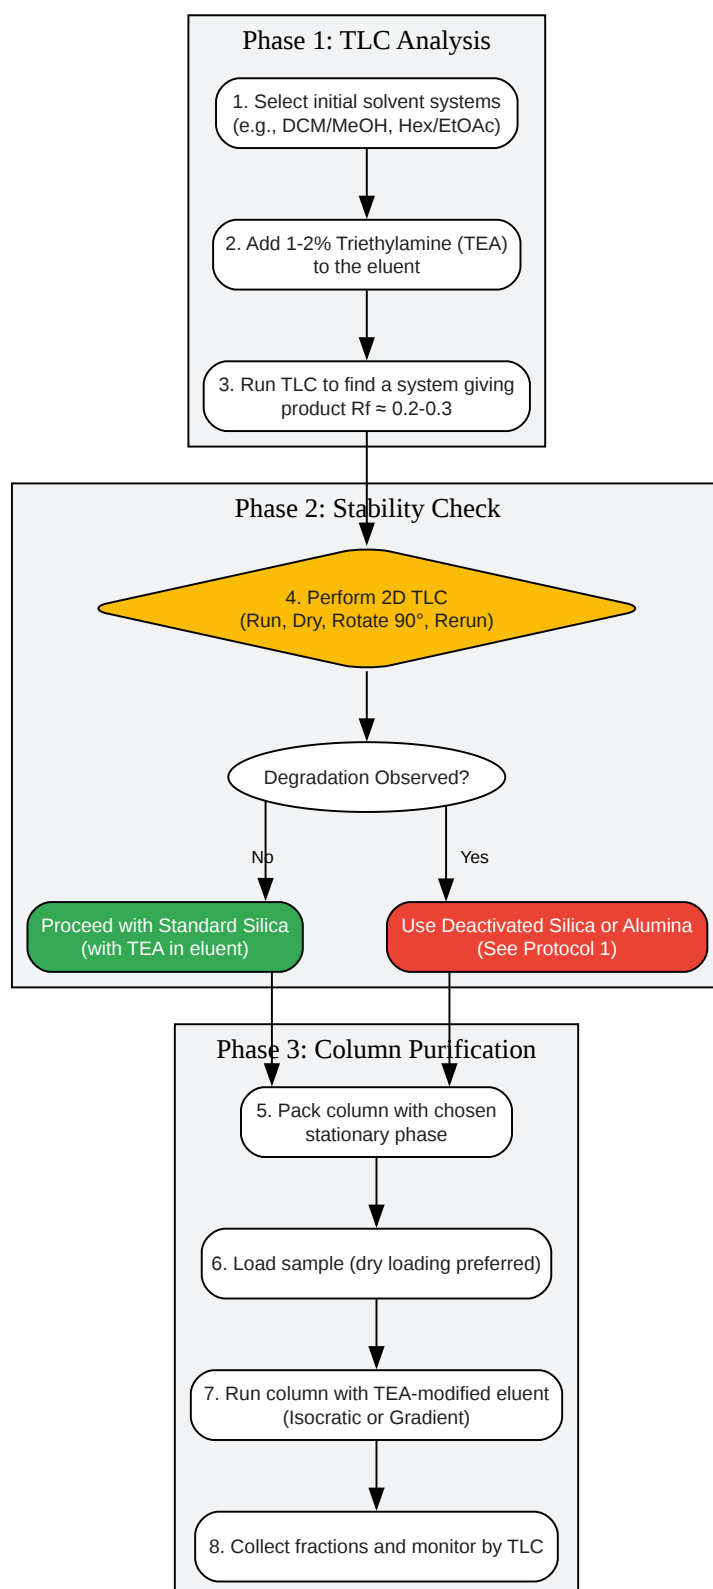 Phase 1: TLC Analysis
1. Select initial solvent systems
(e.g., DCM/MeOH, Hex/EtOAc)
2. Add 1-2% Triethylamine (TEA)
to the eluent
3. Run TLC to find a system giving
product Rf ≈ 0.2-0.3
Phase 2: Stability Check
4. Perform 2D TLC
(Run, Dry, Rotate 90°, Rerun)
Degradation Observed?
No
Yes
Proceed with Standard Silica
(with TEA in eluent)
Use Deactivated Silica or Alumina
(See Protocol 1)
Phase 3: Column Purification
5. Pack column with chosen
stationary phase
6. Load sample (dry loading preferred)
7. Run column with TEA-modified eluent
(Isocratic or Gradient)
8. Collect fractions and monitor by TLC